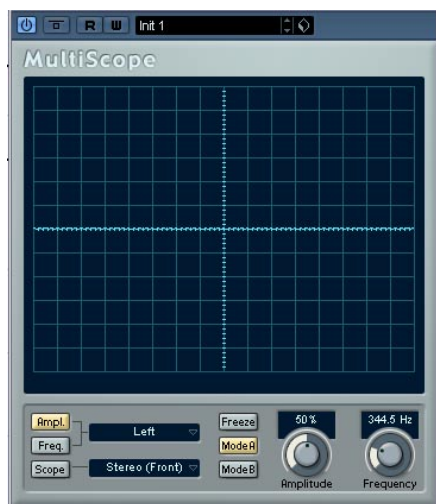 R W Init 1
MultiScope
Ampl. Left Freeze 50% 344.5 Hz
Freq. Mode A
Scope Stereo (Front) Mode B Amplitude Frequency